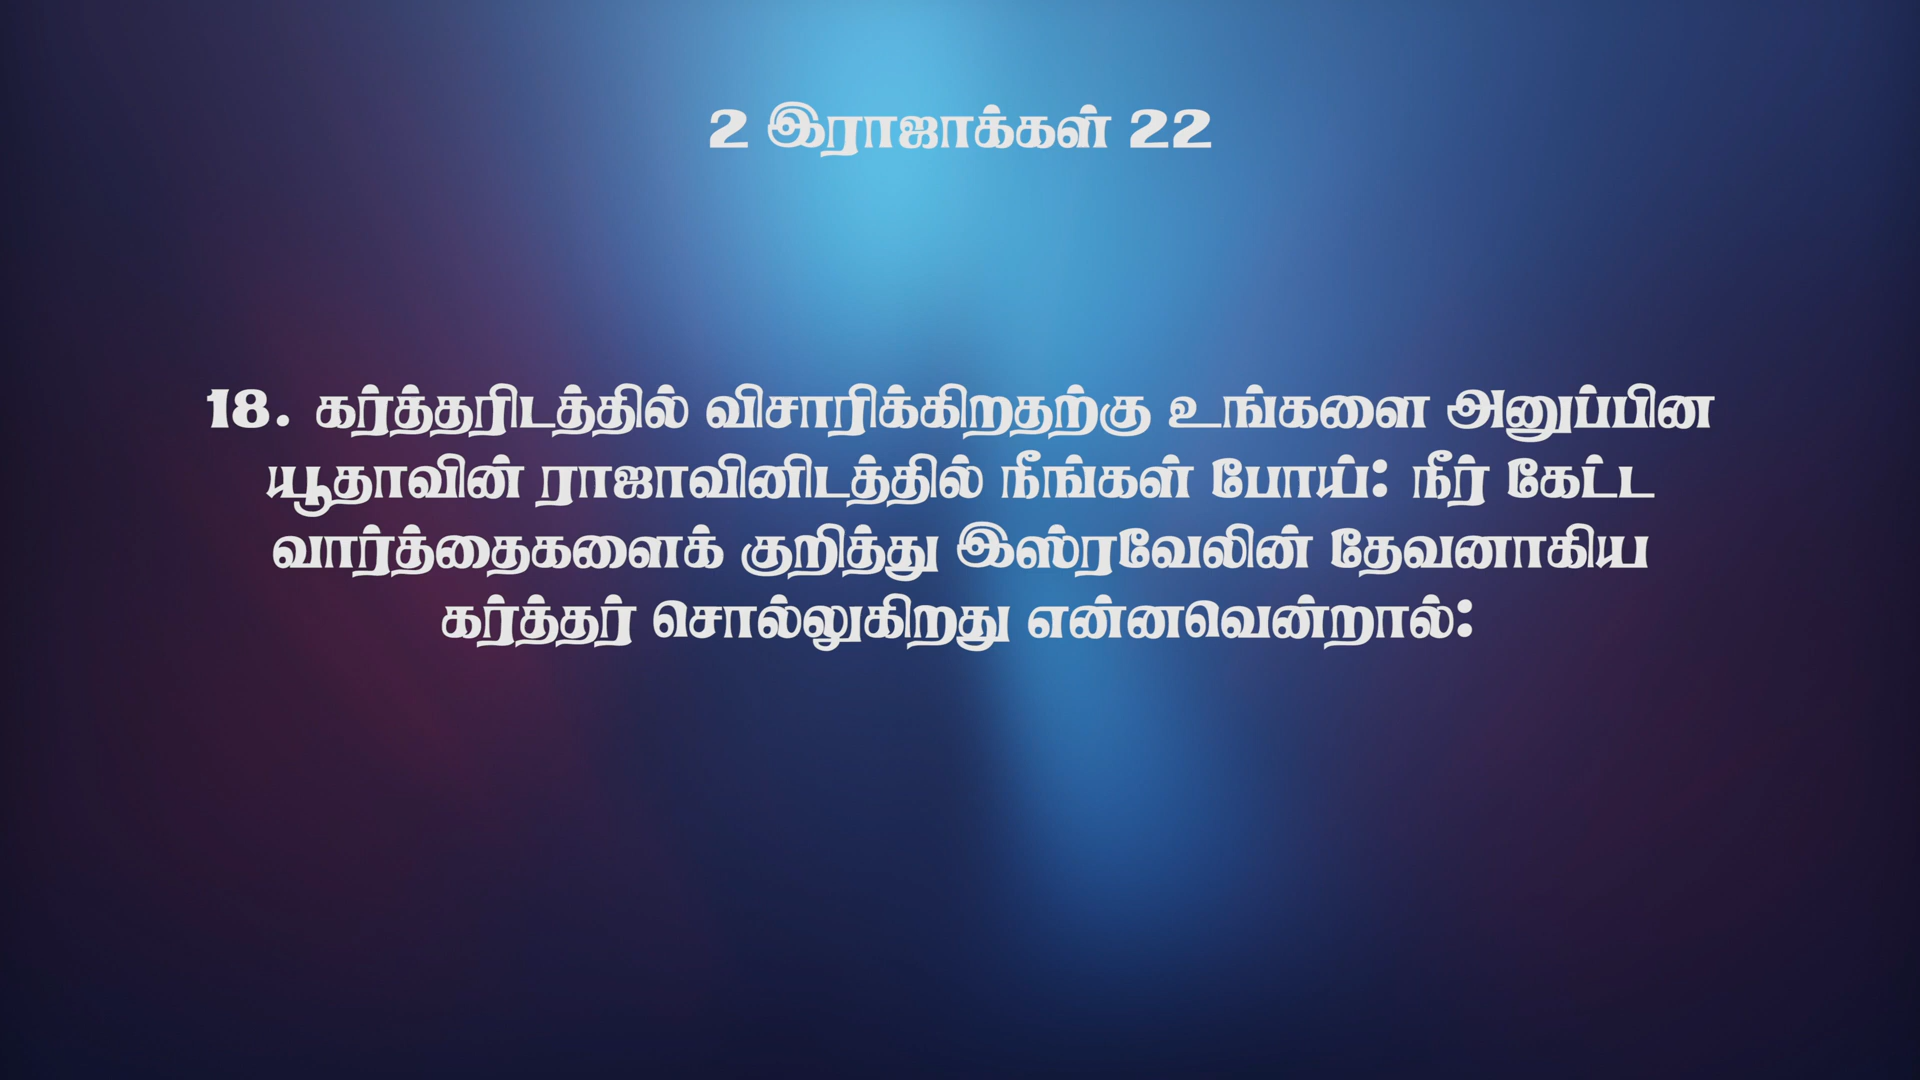 2 இராஜாக்கள் 22
18. கர்த்தரிடத்தில் விசாரிக்கிறதற்கு உங்களை அனுப்பின
யூதாவின் ராஜாவினிடத்தில் நீங்கள் போய்: நீர் கேட்ட
வார்த்தைகளைக் குறித்து இஸ்ரவேலின் தேவனாகிய
கர்த்தர் சொல்லுகிறது என்னவென்றால்: